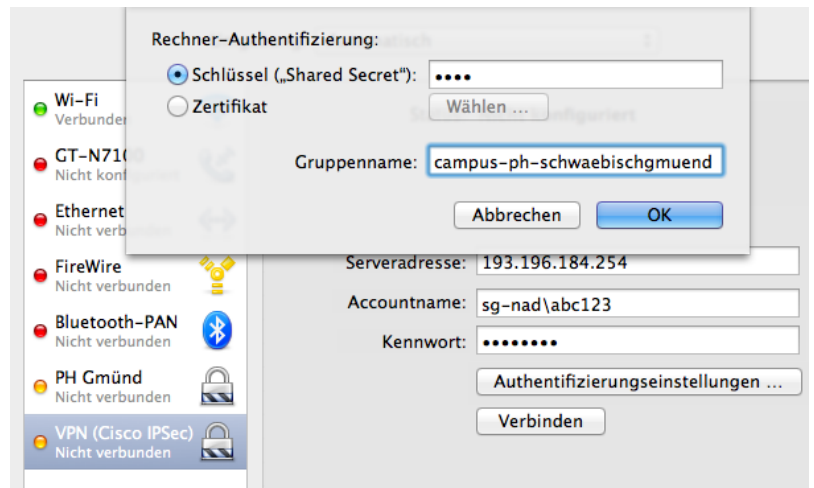 Rechner-Authentifizierung:
Schlüssel („Shared Secret“): ••••
Zertifikat
Wählen ...
Gruppenname: campus-ph-schwaebischgmuend
Abbrechen OK
Wi-Fi
Verbunden
GT-N7100
Nicht
Ethernet
Nicht verb
FireWire
Nicht verbunden
Bluetooth-PAN
Nicht verbunden
PH Gmünd
Nicht verbunden
VPN (Cisco IPSec)
Nicht verbunden
Serveradresse: 193.196.184.254
Accountname: sg-nad\abc123
Kennwort: ••••••••
Authentifizierungseinstellungen ...
Verbinden